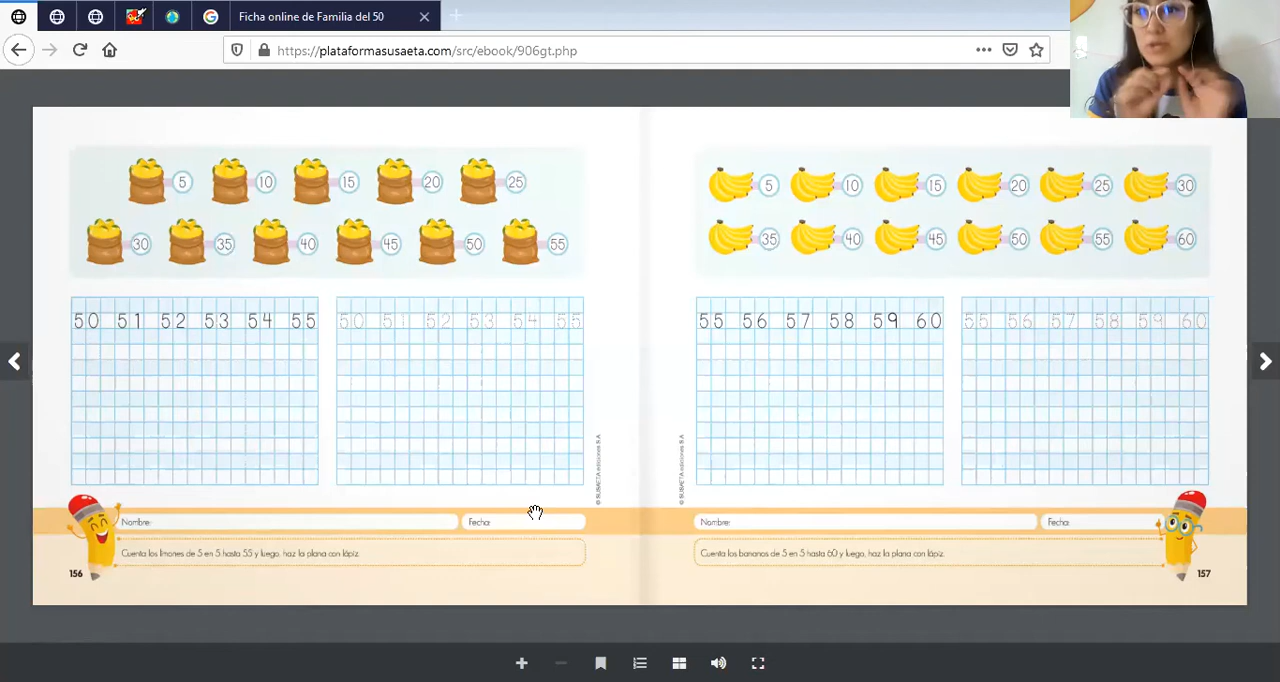 Ficha online de Familia del 50
https://plataformasusaeta.com/src/ebook/906gt.php
5 10 15 20 25
30 35 40 45 50 55
50 51 52 53 54 55
50 51 52 53 54 55
© SUSAETA ediciones S.A.
Nombre:
Fecha:
Cuenta los limones de 5 en 5 hasta 55 y luego, haz la plana con lápiz.
156
5 10 15 20 25 30
35 40 45 50 55 60
55 56 57 58 59 60
55 56 57 58 59 60
© SUSAETA ediciones S.A.
Nombre:
Fecha:
Cuenta los bananos de 5 en 5 hasta 60 y luego, haz la plana con lápiz.
157